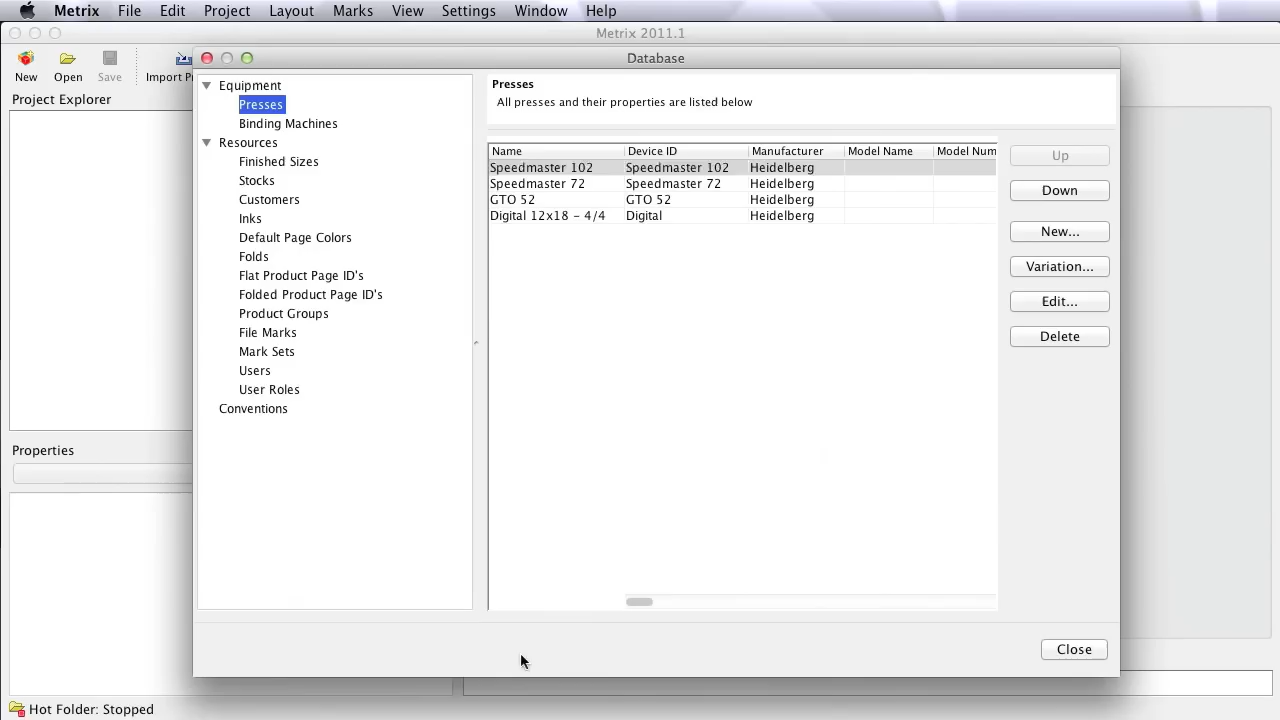 Metrix File Edit Project Layout Marks View Settings Window Help
Metrix 2011.1
New Open Save
Project Explorer
Properties
Database
Equipment
Presses
Binding Machines
Resources
Finished Sizes
Stocks
Customers
Inks
Default Page Colors
Folds
Flat Product Page ID's
Folded Product Page ID's
Product Groups
File Marks
Mark Sets
Users
User Roles
Conventions
Presses
All presses and their properties are listed below
Name Device ID Manufacturer Model Name Model Num
Speedmaster 102 Speedmaster 102 Heidelberg
Speedmaster 72 Speedmaster 72 Heidelberg
GTO 52 GTO 52 Heidelberg
Digital 12x18 - 4/4 Digital Heidelberg
Up
Down
New...
Variation...
Edit...
Delete
Close
Hot Folder: Stopped